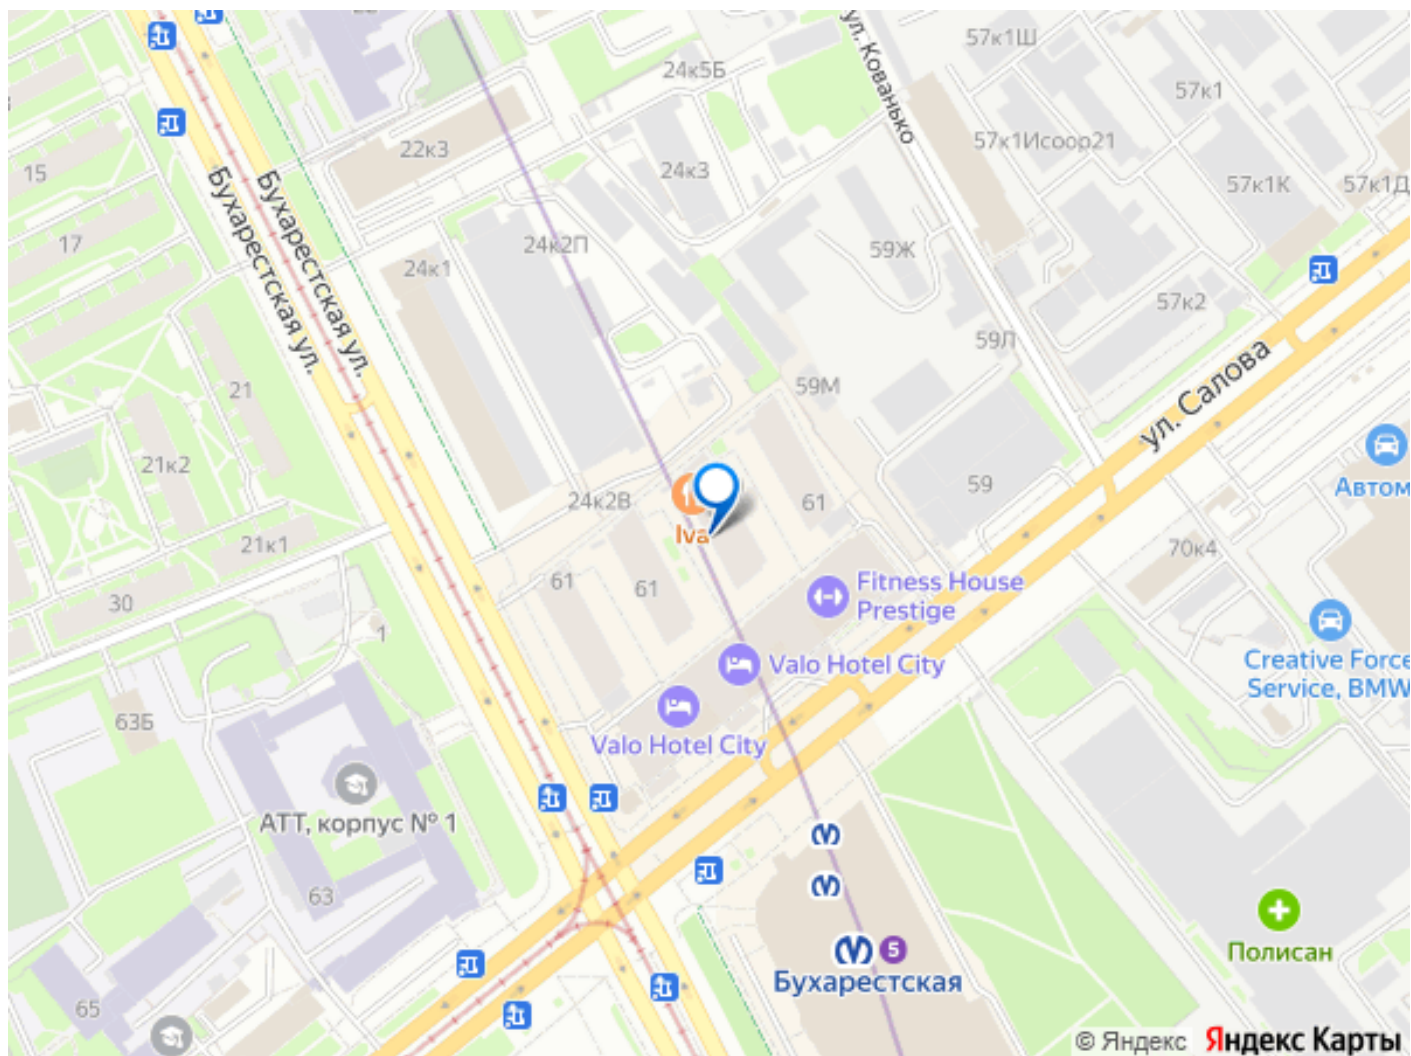 57к1Ш
24к5Б
ул. Кованько
57к1
22к3
57к1Исоор21
15
24к3
57к1К
57к1Д
Бухарестская ул.
Бухарестская ул.
17
24к2П
59Ж
24к1
57к2
59Л
21
59М
ул. Салова
21к2
59
Автом
24к2В
61
Iva
21к1
70к4
61
61
Fitness House
Prestige
30
1
Valo Hotel City
Creative Force
Service, BMW
63Б
Valo Hotel City
АТТ, корпус № 1
63
5
Бухарестская
Полисан
65
© Яндекс Яндекс Карты